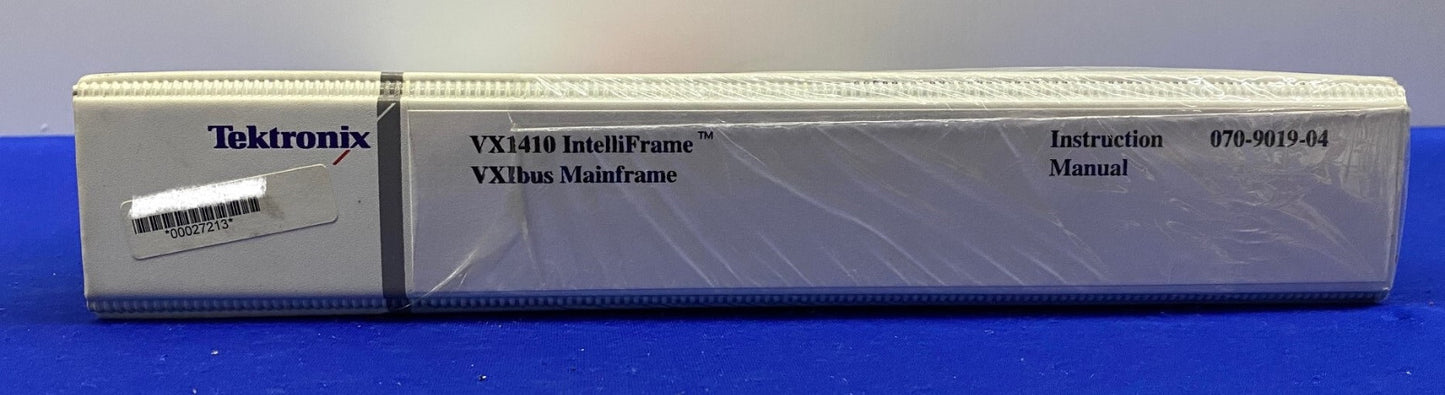 Tektronix
*00027213*
VX1410 IntelliFrame™
VXIbus Mainframe
Instruction 070-9019-04
Manual